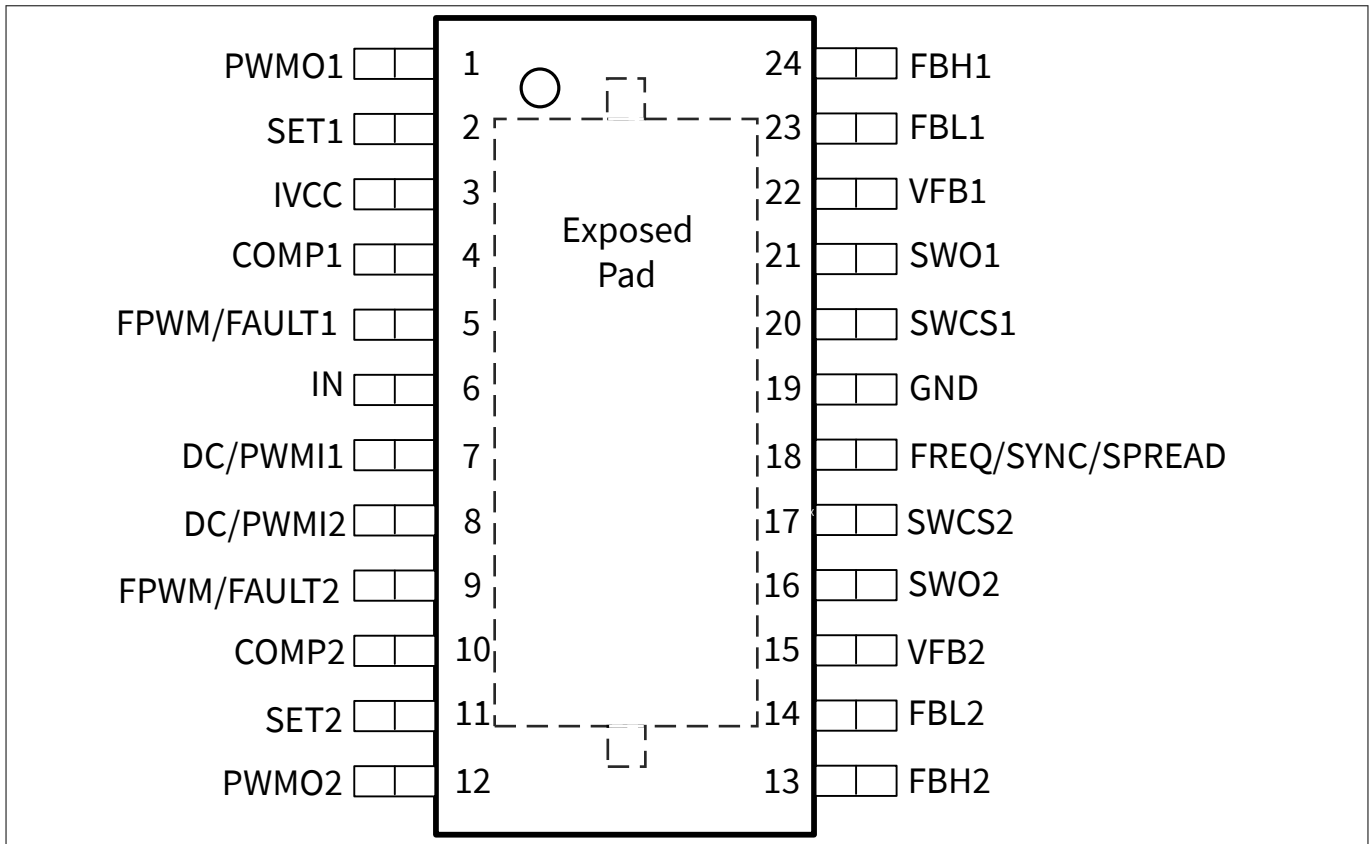 PWMO1 1 24 FBH1
SET1 2 23 FBL1
IVCC 3 22 VFB1
COMP1 4 21 SWO1
Exposed
Pad
FPWM/FAULT1 5 20 SWCS1
IN 6 19 GND
DC/PWMI1 7 18 FREQ/SYNC/SPREAD
DC/PWMI2 8 17 SWCS2
FPWM/FAULT2 9 16 SWO2
COMP2 10 15 VFB2
SET2 11 14 FBL2
PWMO2 12 13 FBH2